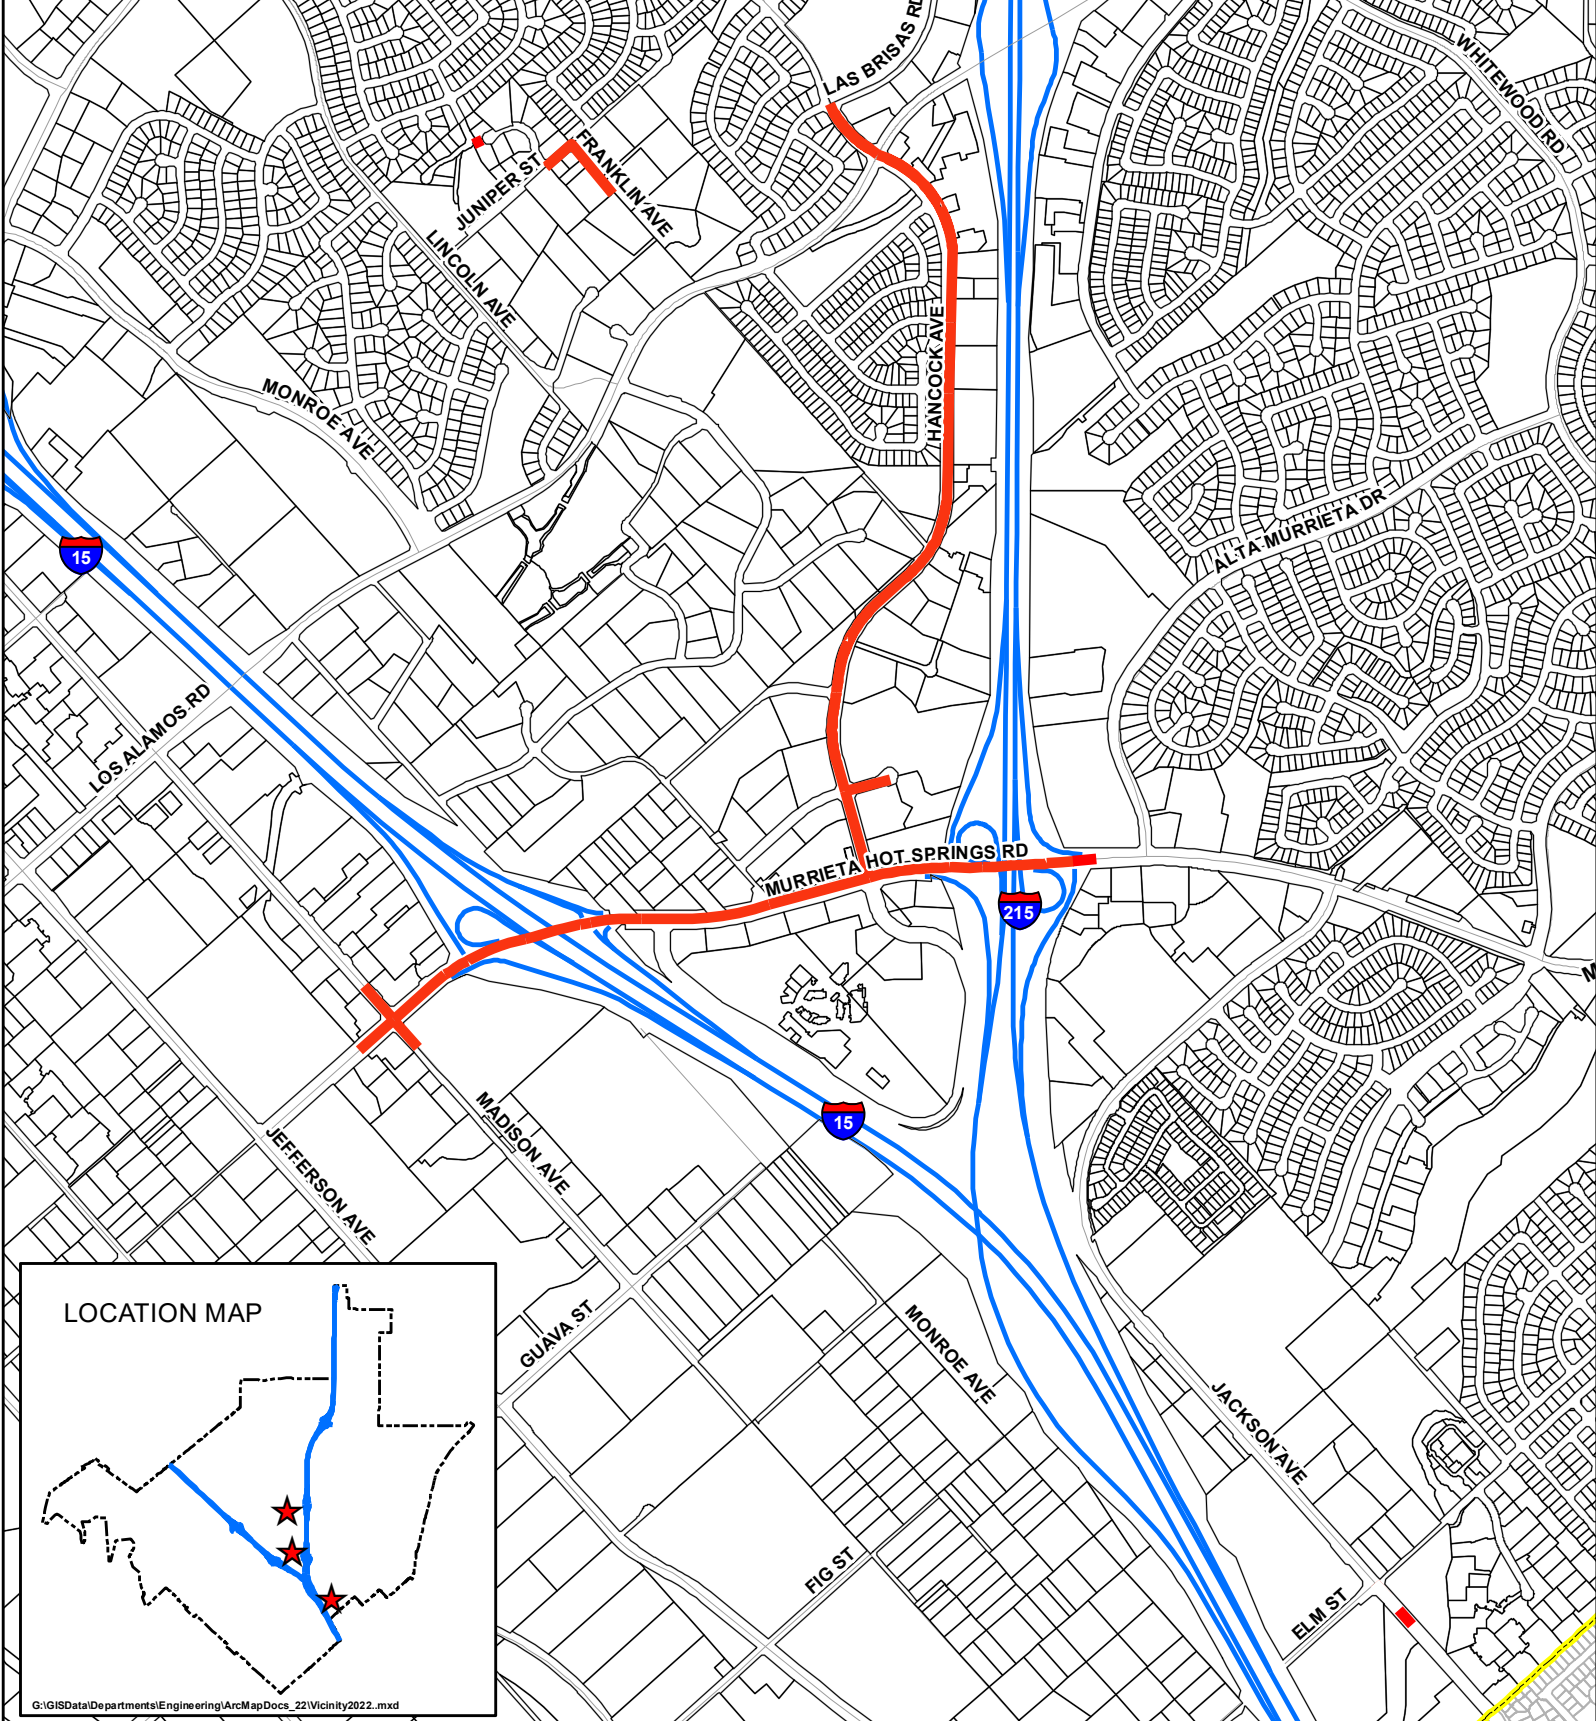 LAS BRISAS RD
WHITEWOOD RD.
FRANKLIN AVE
JUNIPER ST
LINCOLN AVE
HANCOCK AVE
MONROE AVE
ALTA MURRIETA DR
15
LOS ALAMOS RD
MURRIETA HOT SPRINGS RD
215
M
15
MADISON AVE
JEFFERSON AVE
GUAVA ST
MONROE AVE
JACKSON AVE
FIG ST
ELM ST
LOCATION MAP
G:\GISData\Departments\Engineering\ArcMapDocs_22\Vicinity2022..mxd